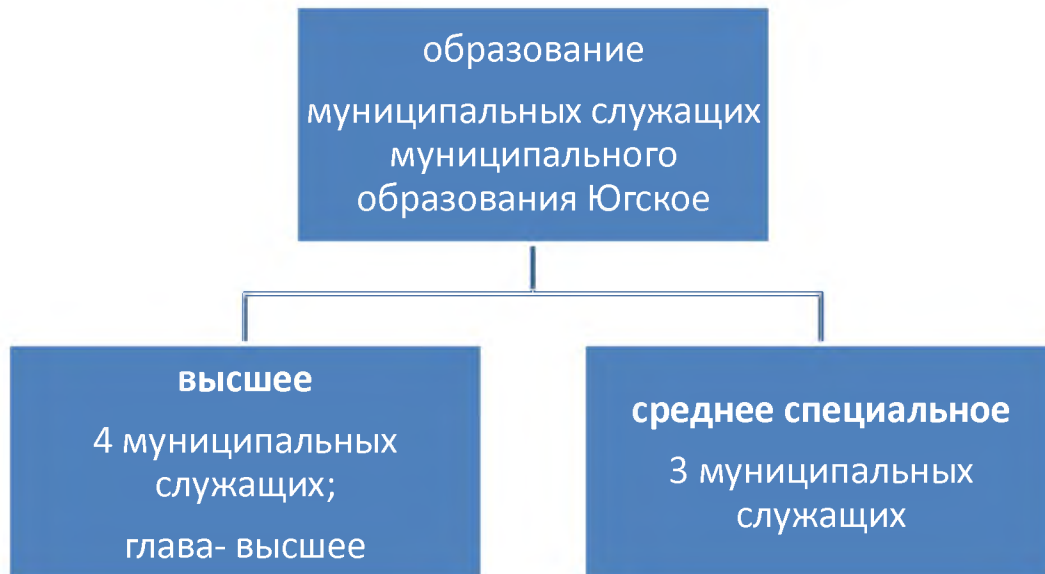 образование
муниципальных служащих
муниципального
образования Югское
высшее
4 муниципальных
служащих;
глава- высшее
среднее специальное
3 муниципальных
служащих